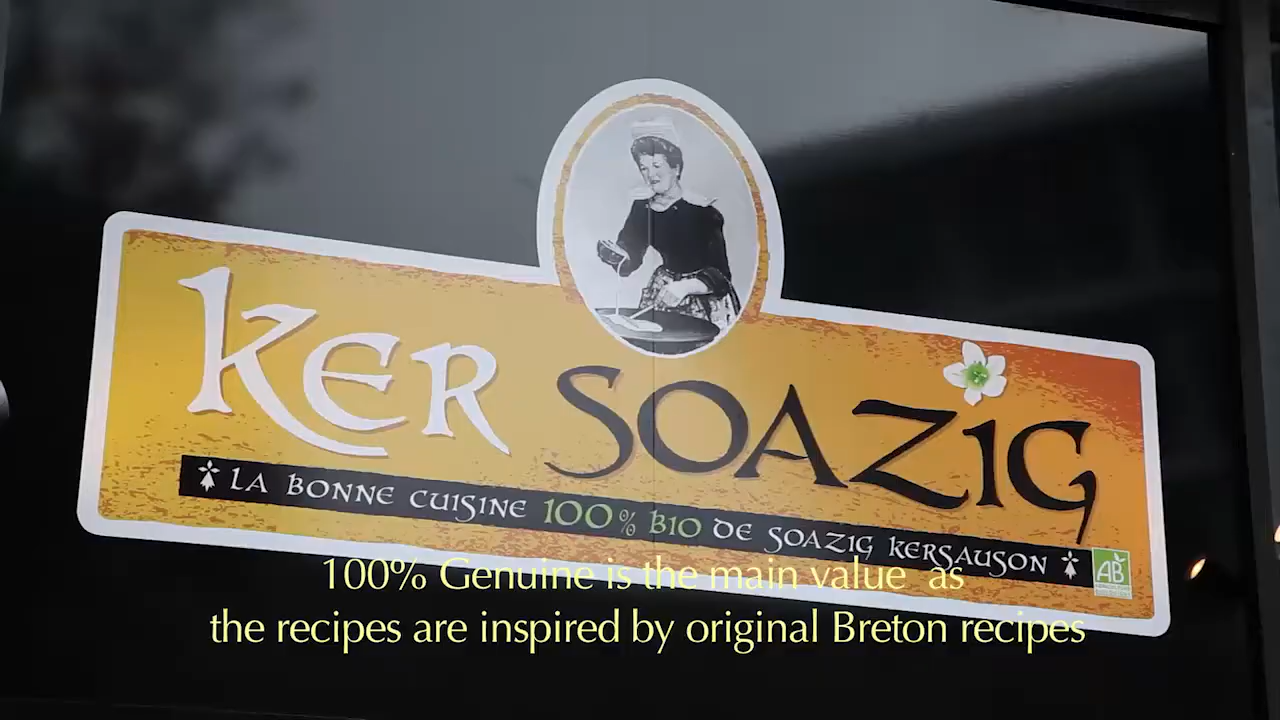 KER SOAZIG
LA BONNE CUISINE 100% BIO DE SOAZIG KERSAUSON
AB
100% Genuine is the main value as
the recipes are inspired by original Breton recipes